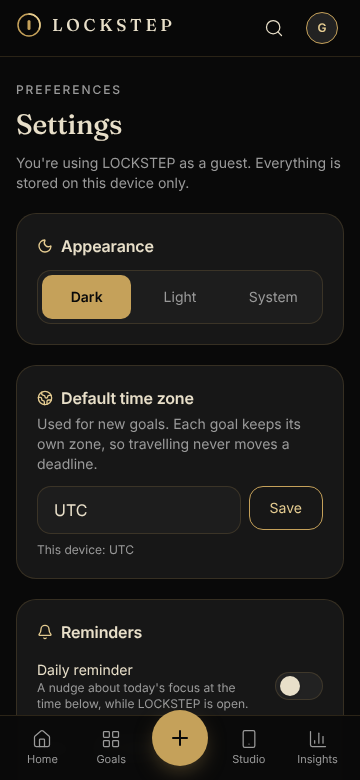 LOCKSTEP
G
PREFERENCES
Settings
You're using LOCKSTEP as a guest. Everything is
stored on this device only.
Appearance
Dark Light System
Default time zone
Used for new goals. Each goal keeps its
own zone, so travelling never moves a
deadline.
UTC Save
This device: UTC
Reminders
Daily reminder
A nudge about today's focus at the
time below, while LOCKSTEP is open.
Home Goals Studio Insights